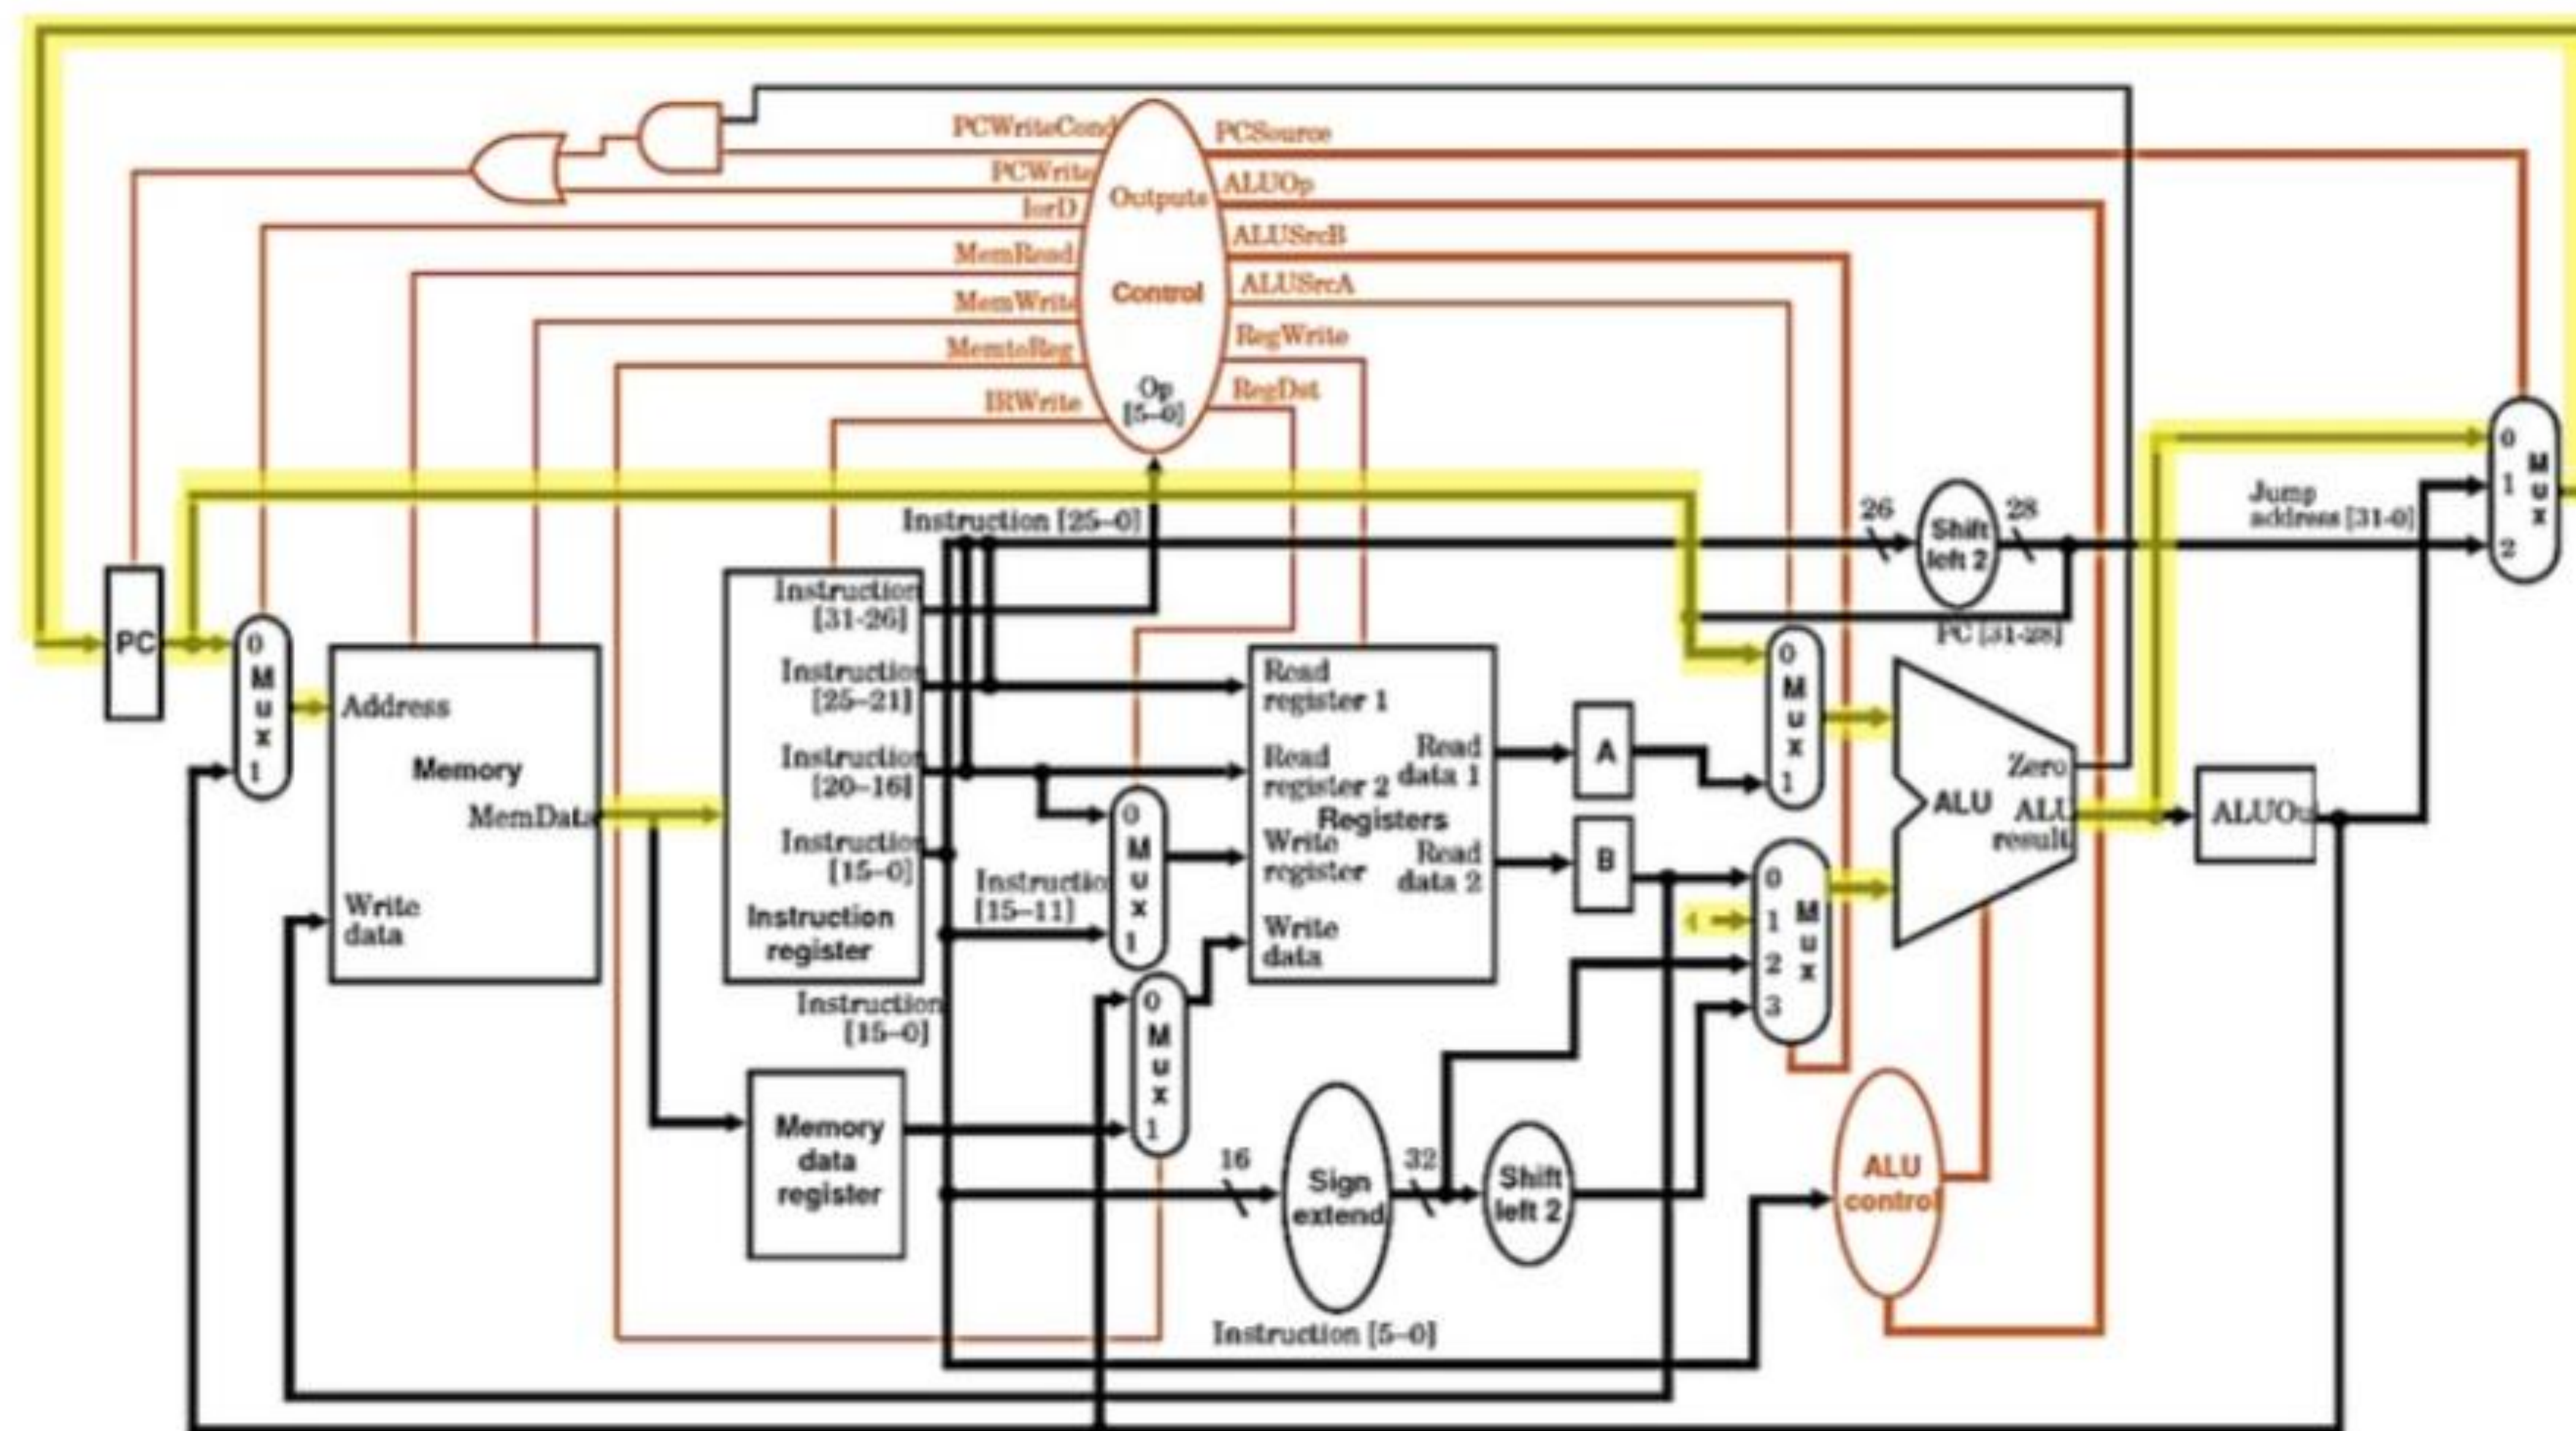 PCWriteCond
PCSource
PCWrite
ALUOp
Outputs
IorD
ALUSrcB
MemRead
ALUSrcA
Control
MemWrite
RegWrite
MemtoReg
Op
[5-0]
RegDst
IRWrite
0
M
u
x
1
2
26
Shift
left 2
28
Jump
address [31-0]
Instruction [25-0]
PC [31-28]
PC
0
M
u
x
1
Address
Memory
MemData
Write
data
Instruction
[31-26]
Instruction
[25-21]
Instruction
[20-16]
Instruction
[15-0]
Instruction
register
Instructio
[15-11]
Instruction
[15-0]
0
M
u
x
1
Read
register 1
Read
register 2
Registers
Write
register
Write
data
Read
data 1
Read
data 2
A
B
0
M
u
x
1
0
1
2
3
M
u
x
Zero
ALU
ALU
result
ALUOu
Memory
data
register
0
M
u
x
1
16
Sign
extend
32
Shift
left 2
ALU
control
Instruction [5-0]